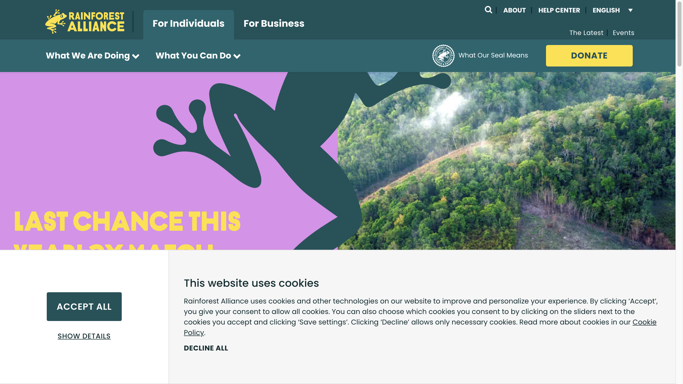 RAINFOREST
ALLIANCE
For Individuals
For Business
ABOUT
HELP CENTER
ENGLISH
The Latest
Events
What We Are Doing
What You Can Do
What Our Seal Means
DONATE
LAST CHANCE THIS
YEAR! 2X MATCH
ACCEPT ALL
SHOW DETAILS
This website uses cookies
Rainforest Alliance uses cookies and other technologies on our website to improve and personalize your experience. By clicking ‘Accept’,
you give your consent to allow all cookies. You can also choose which cookies you consent to by clicking on the sliders next to the
cookies you accept and clicking ‘Save settings’. Clicking ‘Decline’ allows only necessary cookies. Read more about cookies in our Cookie
Policy.
DECLINE ALL